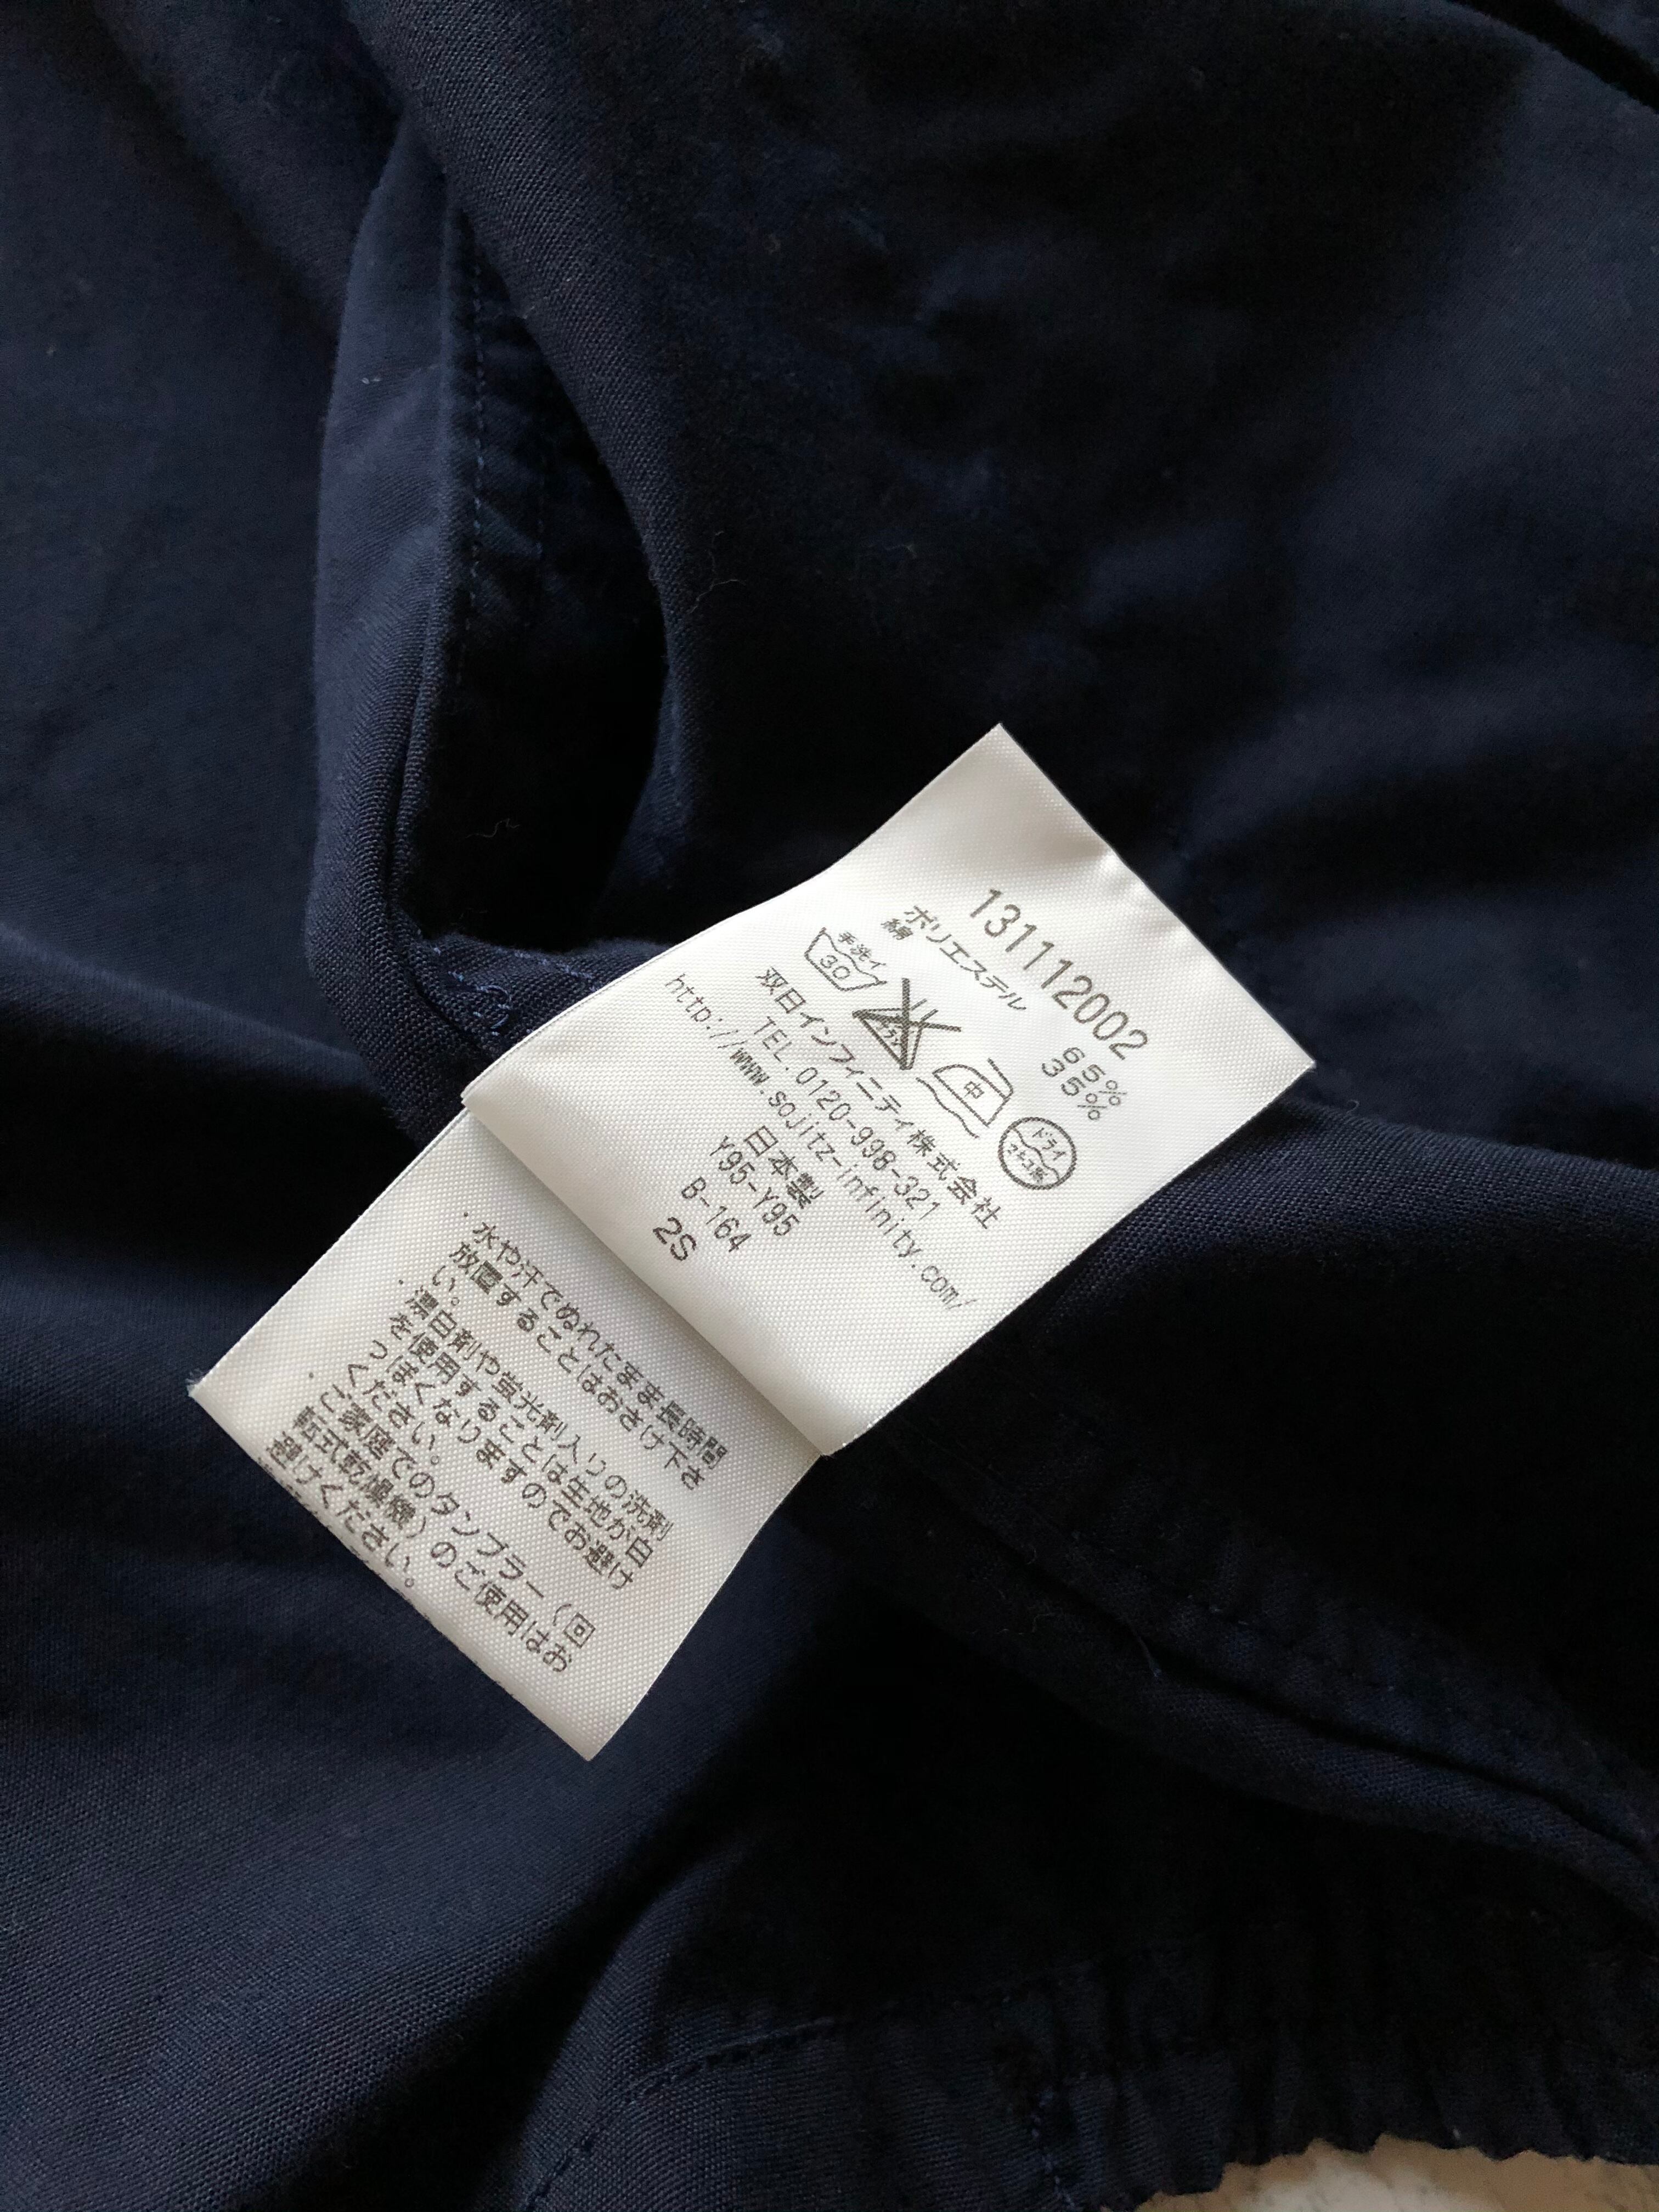 131112002
ポリエステル 65%
綿 35%
手洗イ
30
中
ドライ
双日インフィニティ株式会社
TEL.0120-998-321
http://www.sojitz-infinity.com/
日本製
Y95-Y95
B-164
2S
・水や汗でぬれたまま長時間
放置することはおさけ下さ
い。
・漂白剤や蛍光剤入りの洗剤
を使用することは生地が白
っぽくなりますのでお避け
ください。
・ご家庭でのタンブラー（回
転式乾燥機）のご使用はお
避けください。